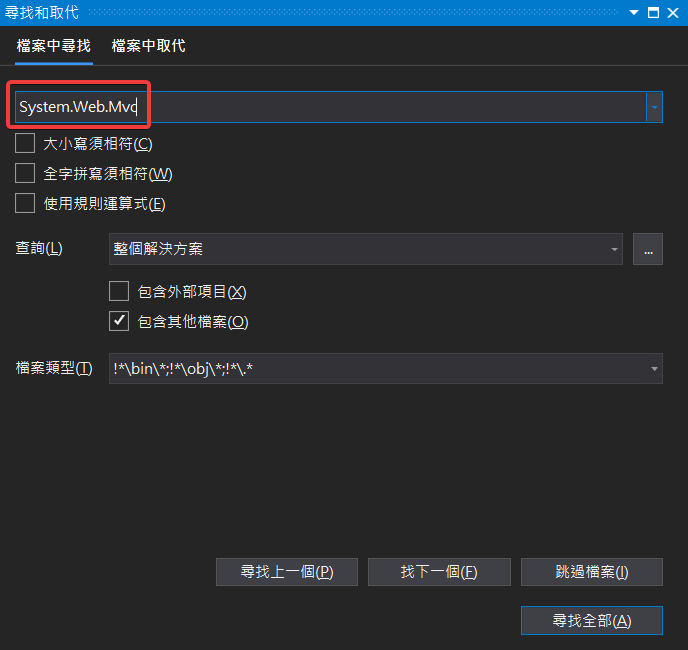 尋找和取代
檔案中尋找 檔案中取代
System.Web.Mvc
大小寫須相符(C)
全字拼寫須相符(W)
使用規則運算式(E)
查詢(L) 整個解決方案 ...
包含外部項目(X)
包含其他檔案(O)
檔案類型(T) !*\bin\*;!*\obj\*;!*\.*
尋找上一個(P) 找下一個(F) 跳過檔案(I)
尋找全部(A)